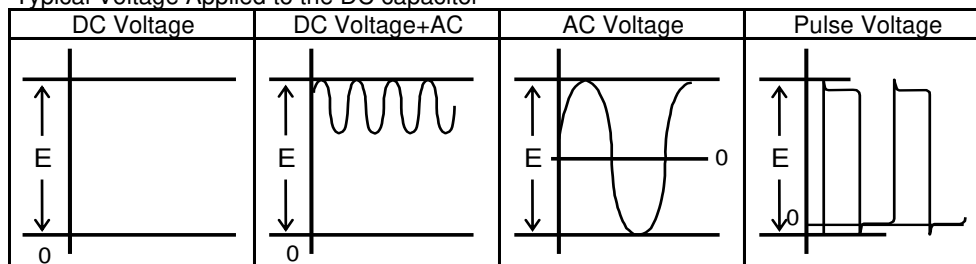 Typical Voltage Applied to the DC capacitor
DC Voltage DC Voltage+AC AC Voltage Pulse Voltage
E E E 0 E
0
0 0